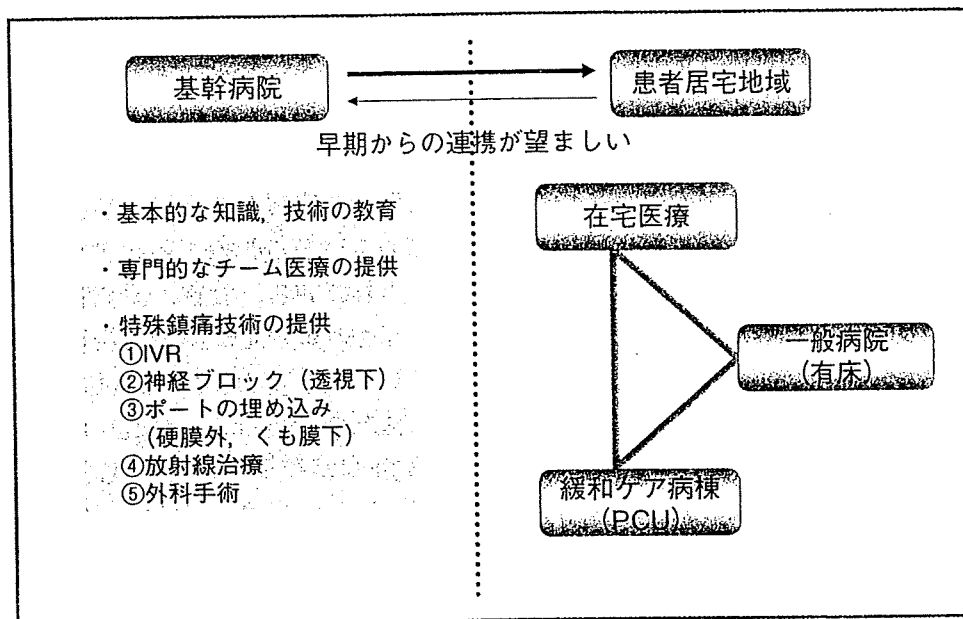 基幹病院
患者居宅地域
早期からの連携が望ましい
・基本的な知識，技術の教育
・専門的なチーム医療の提供
・特殊鎮痛技術の提供
①IVR
②神経ブロック（透視下）
③ポートの埋め込み
（硬膜外，くも膜下）
④放射線治療
⑤外科手術
在宅医療
一般病院
（有床）
緩和ケア病棟
（PCU）